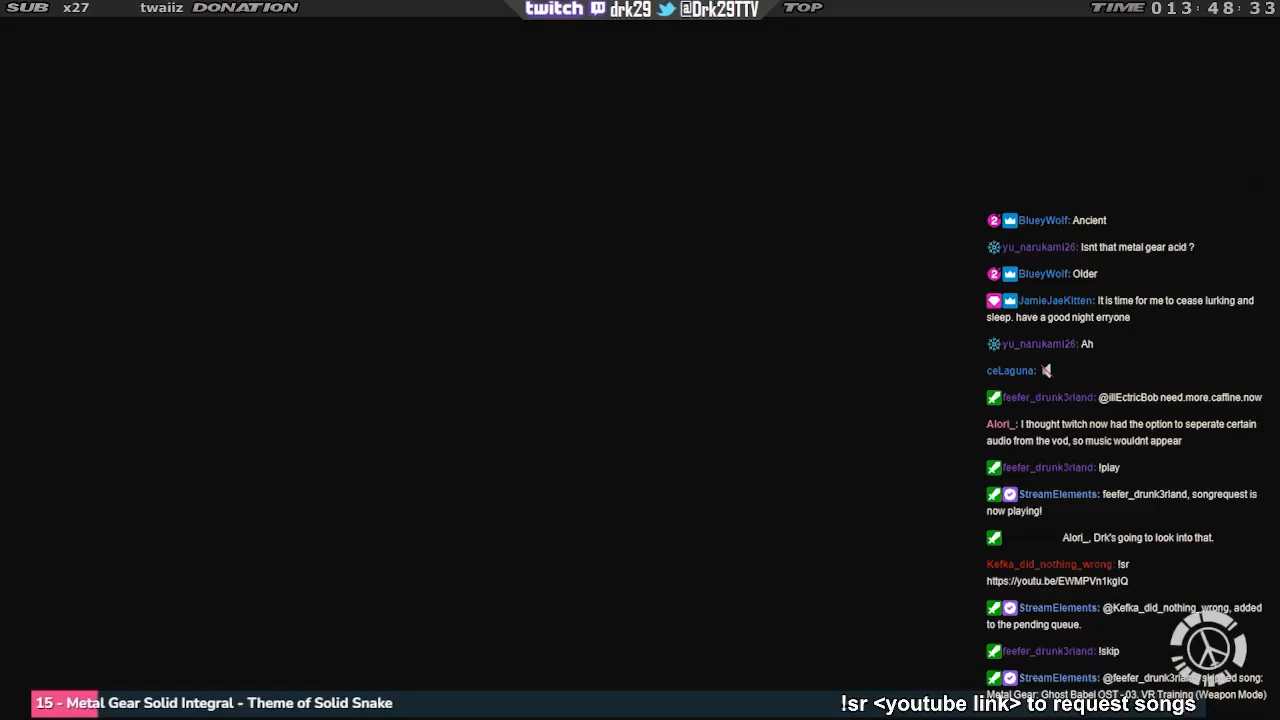 SUB x27 twaiiz DONATION twitch drk29 @Drk29TTV TOP TIME 013:48:33
BlueyWolf: Ancient
yu_narukami26: Isnt that metal gear acid ?
BlueyWolf: Older
JamieJaeKitten: It is time for me to cease lurking and
sleep. have a good night erryone
yu_narukami26: Ah
ceLaguna:
feefer_drunk3rland: @illEctricBob need.more.caffine.now
Alori_: I thought twitch now had the option to seperate certain
audio from the vod, so music wouldnt appear
feefer_drunk3rland: !play
StreamElements: feefer_drunk3rland, songrequest is
now playing!
Alori_, Drk's going to look into that.
Kefka_did_nothing_wrong: !sr
https://youtu.be/EWMPVn1kgIQ
StreamElements: @Kefka_did_nothing_wrong, added
to the pending queue.
feefer_drunk3rland: !skip
StreamElements: @feefer_drunk3rland, skipped song:
Metal Gear: Ghost Babel OST - 03. VR Training (Weapon Mode)
15 - Metal Gear Solid Integral - Theme of Solid Snake
!sr <youtube link> to request songs